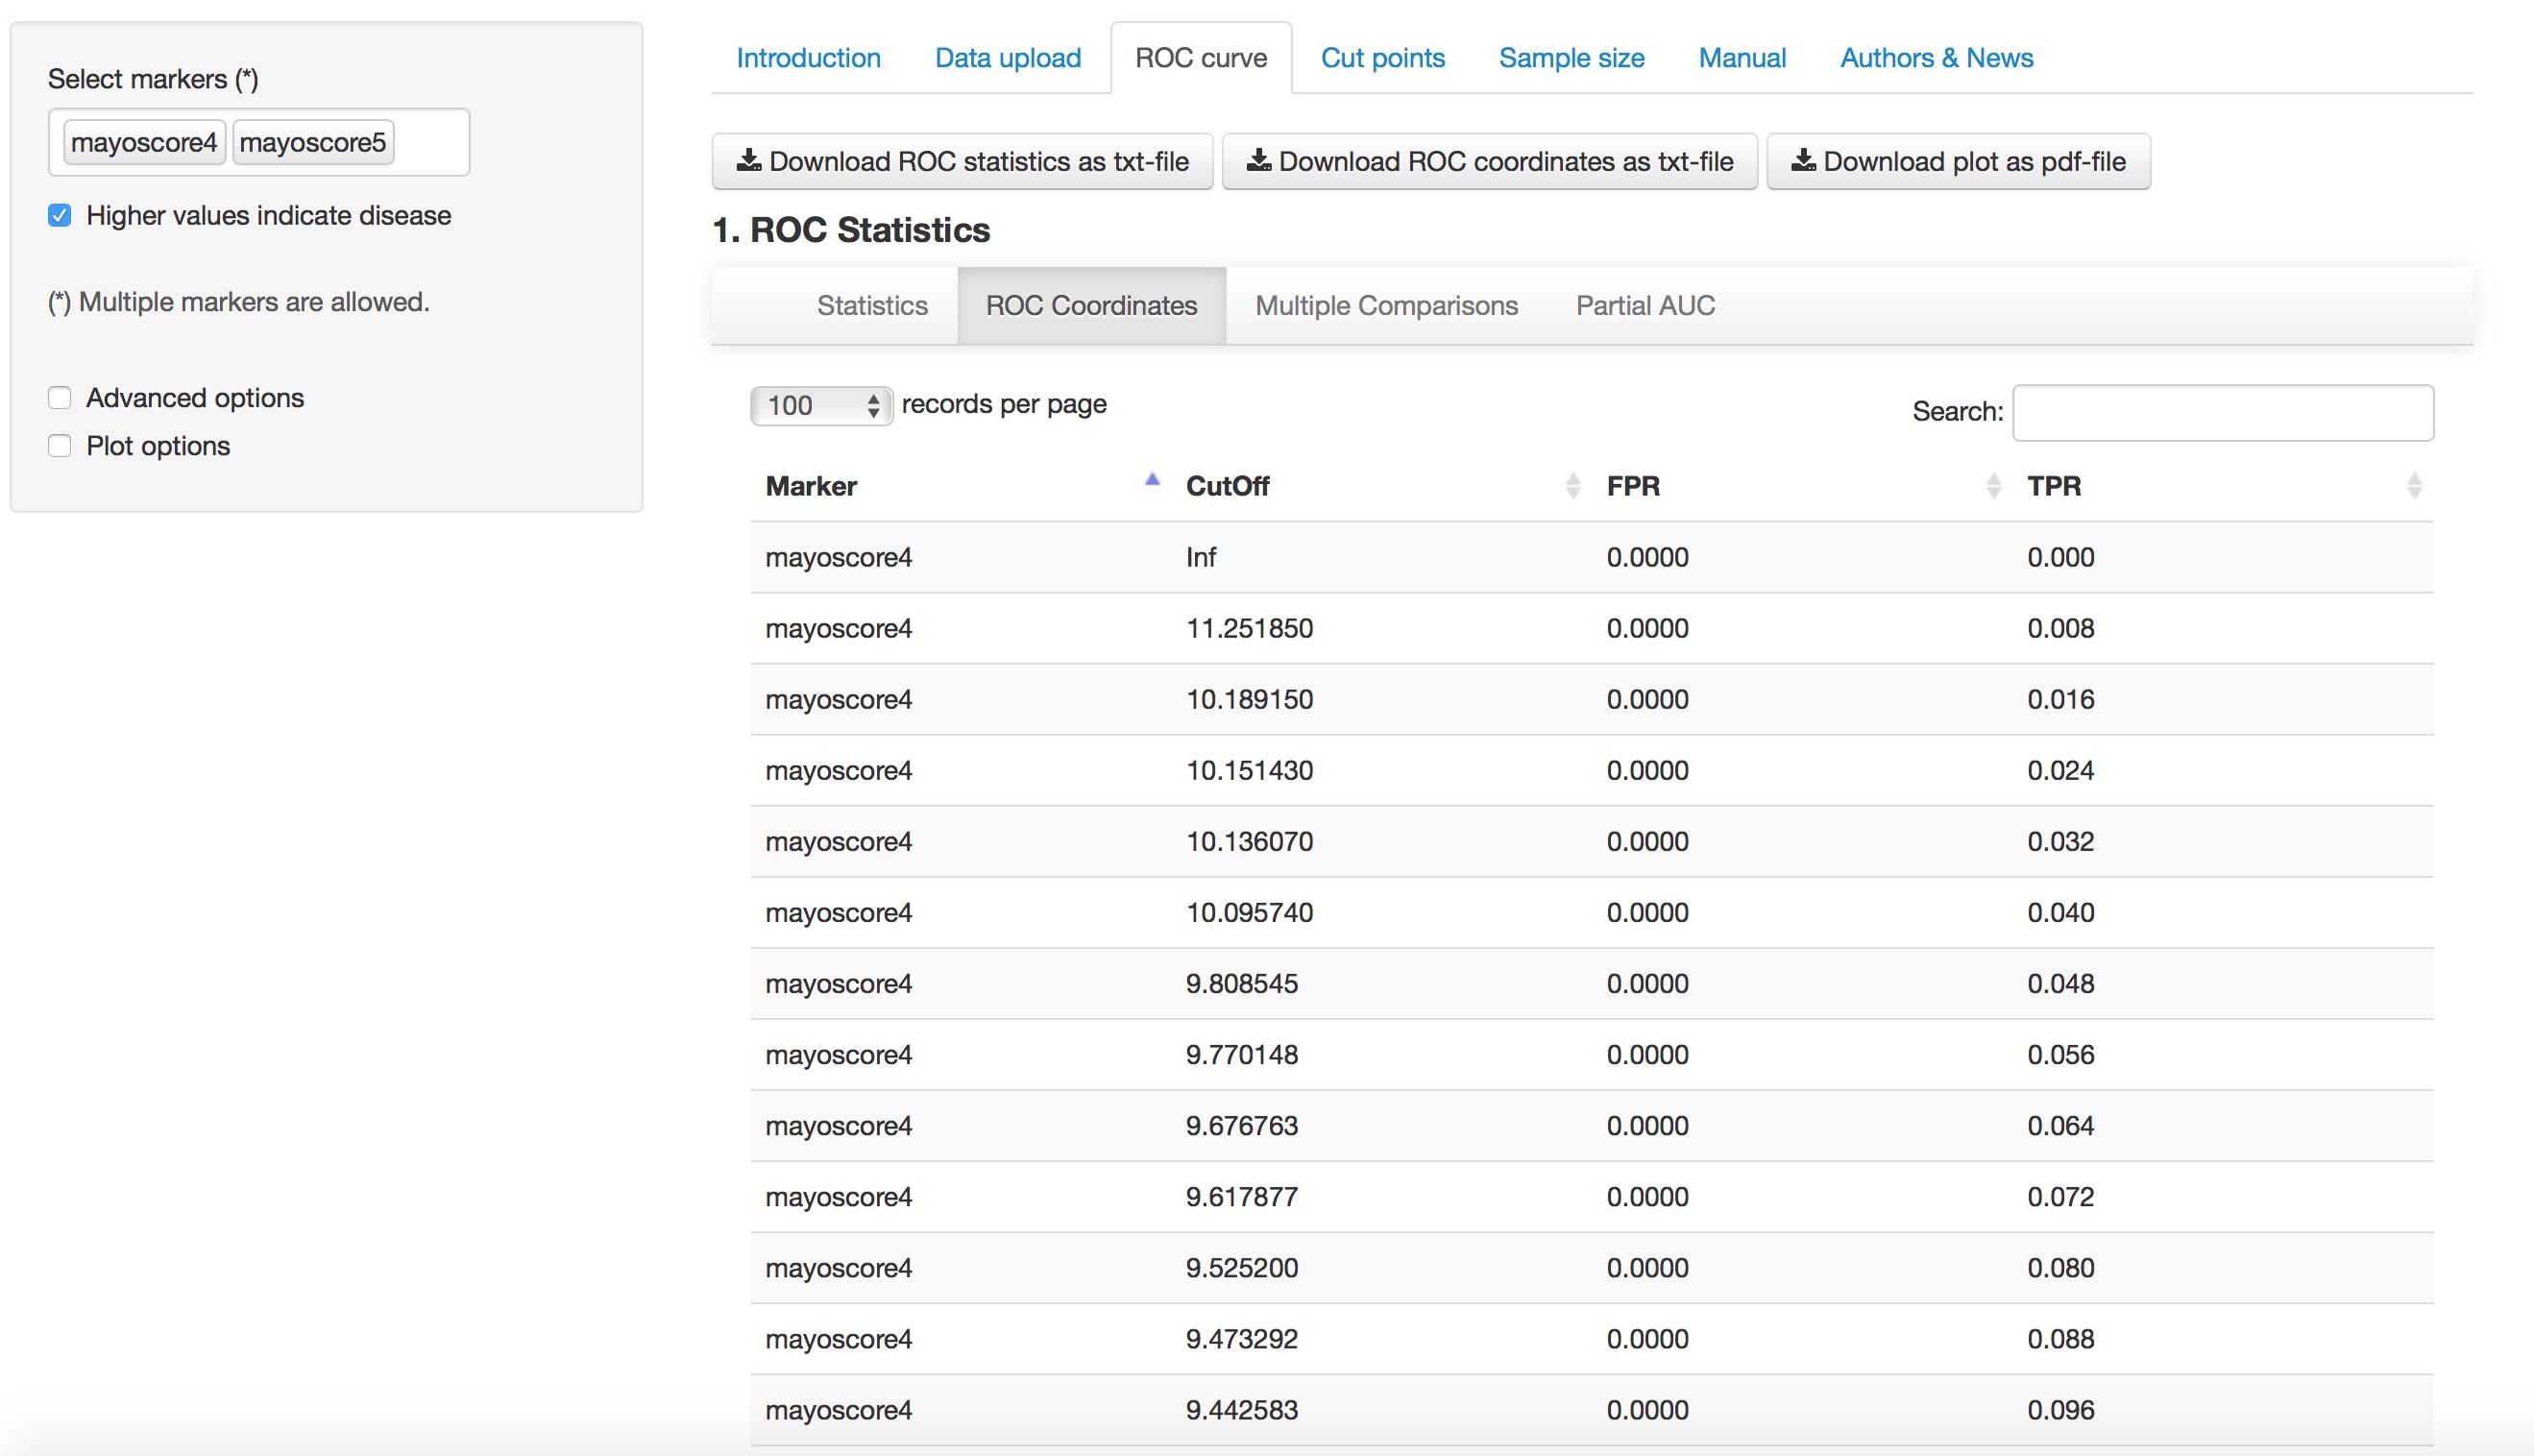 Select markers (*)
mayoscore4 mayoscore5
Higher values indicate disease
(*) Multiple markers are allowed.
Advanced options
Plot options
Introduction Data upload ROC curve Cut points Sample size Manual Authors & News
Download ROC statistics as txt-file Download ROC coordinates as txt-file Download plot as pdf-file
1. ROC Statistics
Statistics ROC Coordinates Multiple Comparisons Partial AUC
100 records per page Search:
Marker CutOff FPR TPR
mayoscore4 Inf 0.0000 0.000
mayoscore4 11.251850 0.0000 0.008
mayoscore4 10.189150 0.0000 0.016
mayoscore4 10.151430 0.0000 0.024
mayoscore4 10.136070 0.0000 0.032
mayoscore4 10.095740 0.0000 0.040
mayoscore4 9.808545 0.0000 0.048
mayoscore4 9.770148 0.0000 0.056
mayoscore4 9.676763 0.0000 0.064
mayoscore4 9.617877 0.0000 0.072
mayoscore4 9.525200 0.0000 0.080
mayoscore4 9.473292 0.0000 0.088
mayoscore4 9.442583 0.0000 0.096